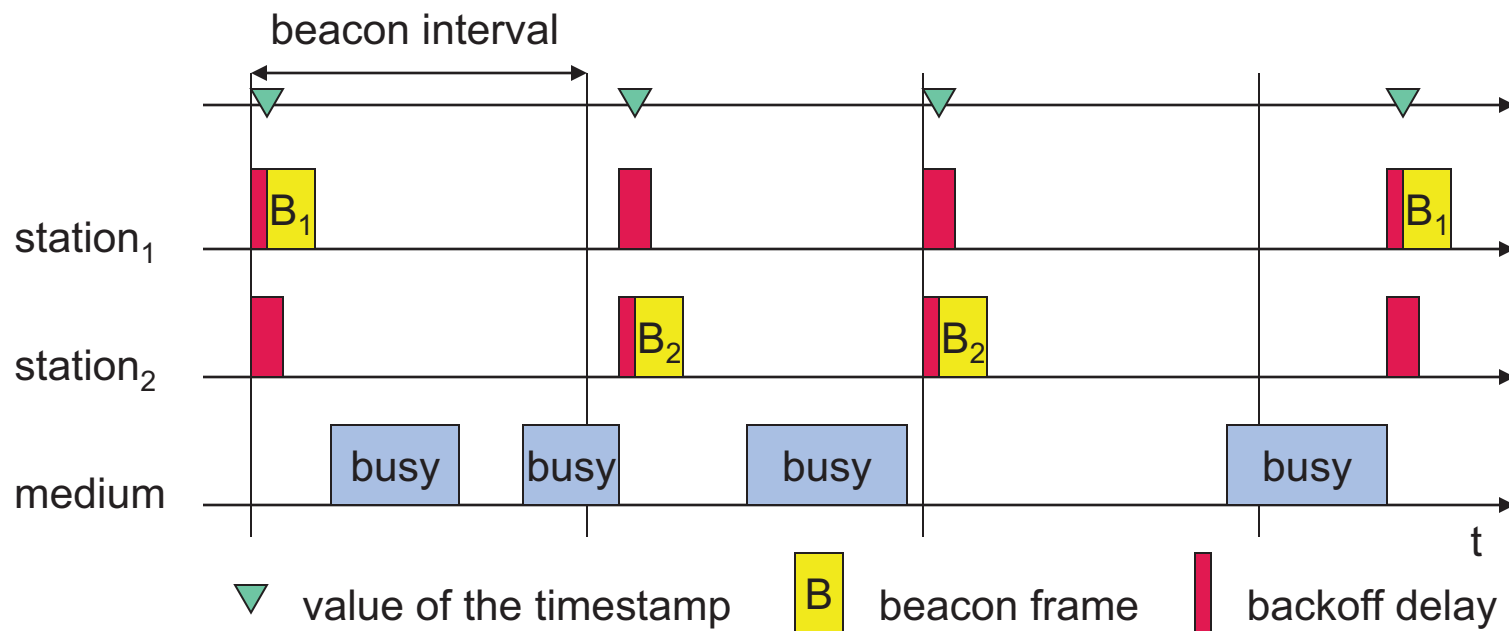 beacon interval
B₁ B₁
station₁
B₂ B₂
station₂
busy busy busy busy
medium
t
value of the timestamp B beacon frame backoff delay